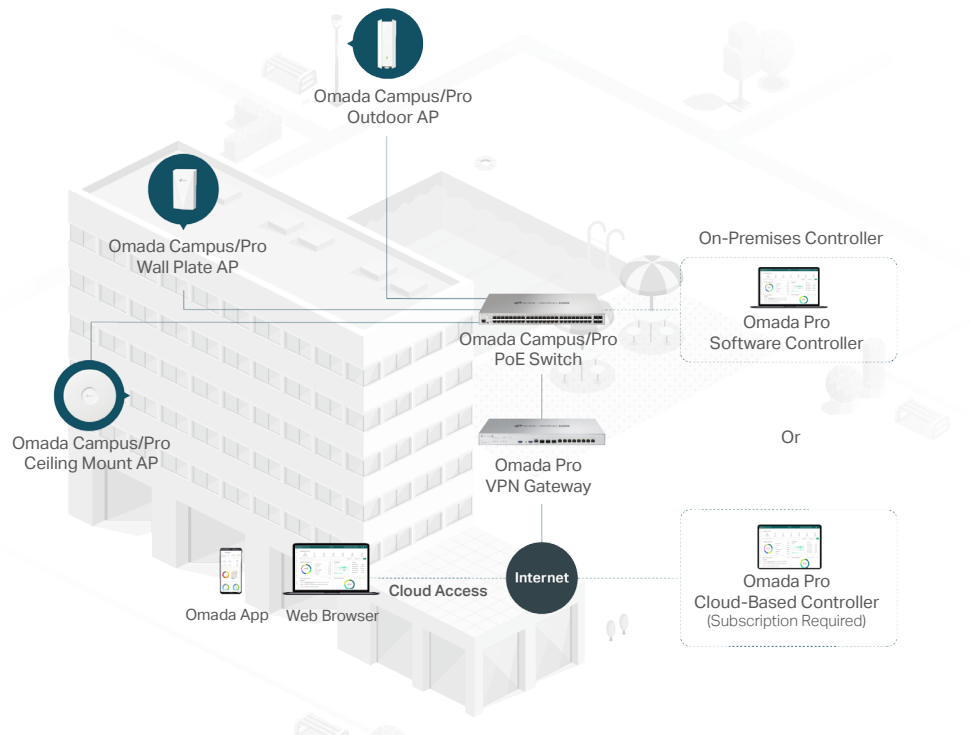 Omada Campus/Pro
Outdoor AP
Omada Campus/Pro
Wall Plate AP
On-Premises Controller
Omada Pro
Software Controller
Omada Campus/Pro
PoE Switch
Omada Campus/Pro
Ceiling Mount AP
Or
Omada Pro
VPN Gateway
Internet
Cloud Access
Omada App
Web Browser
Omada Pro
Cloud-Based Controller
(Subscription Required)